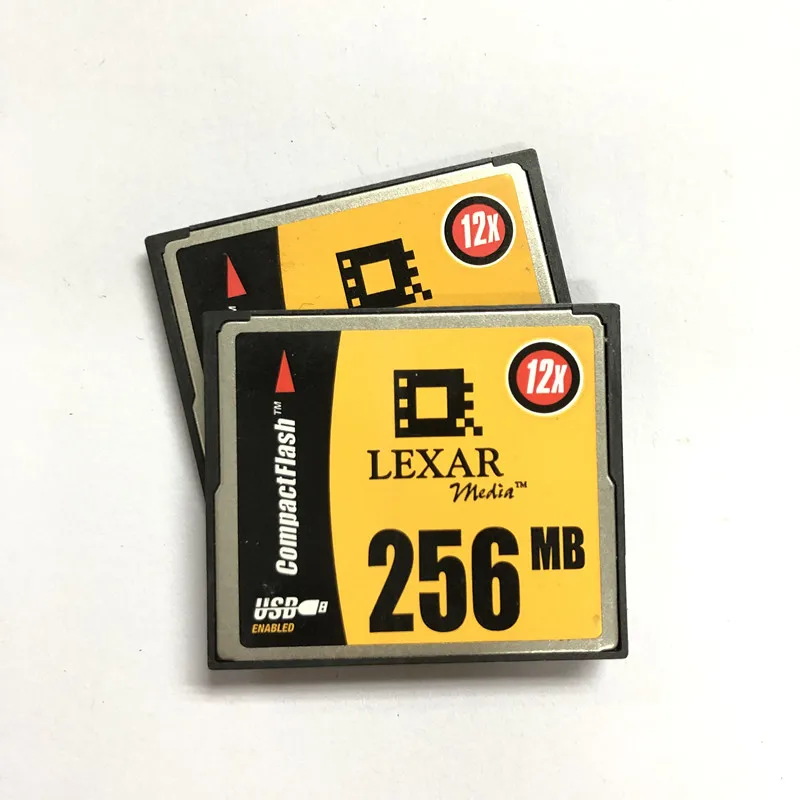 12x
12x
CompactFlash™
LEXAR
Media™
256 MB
USB
ENABLED